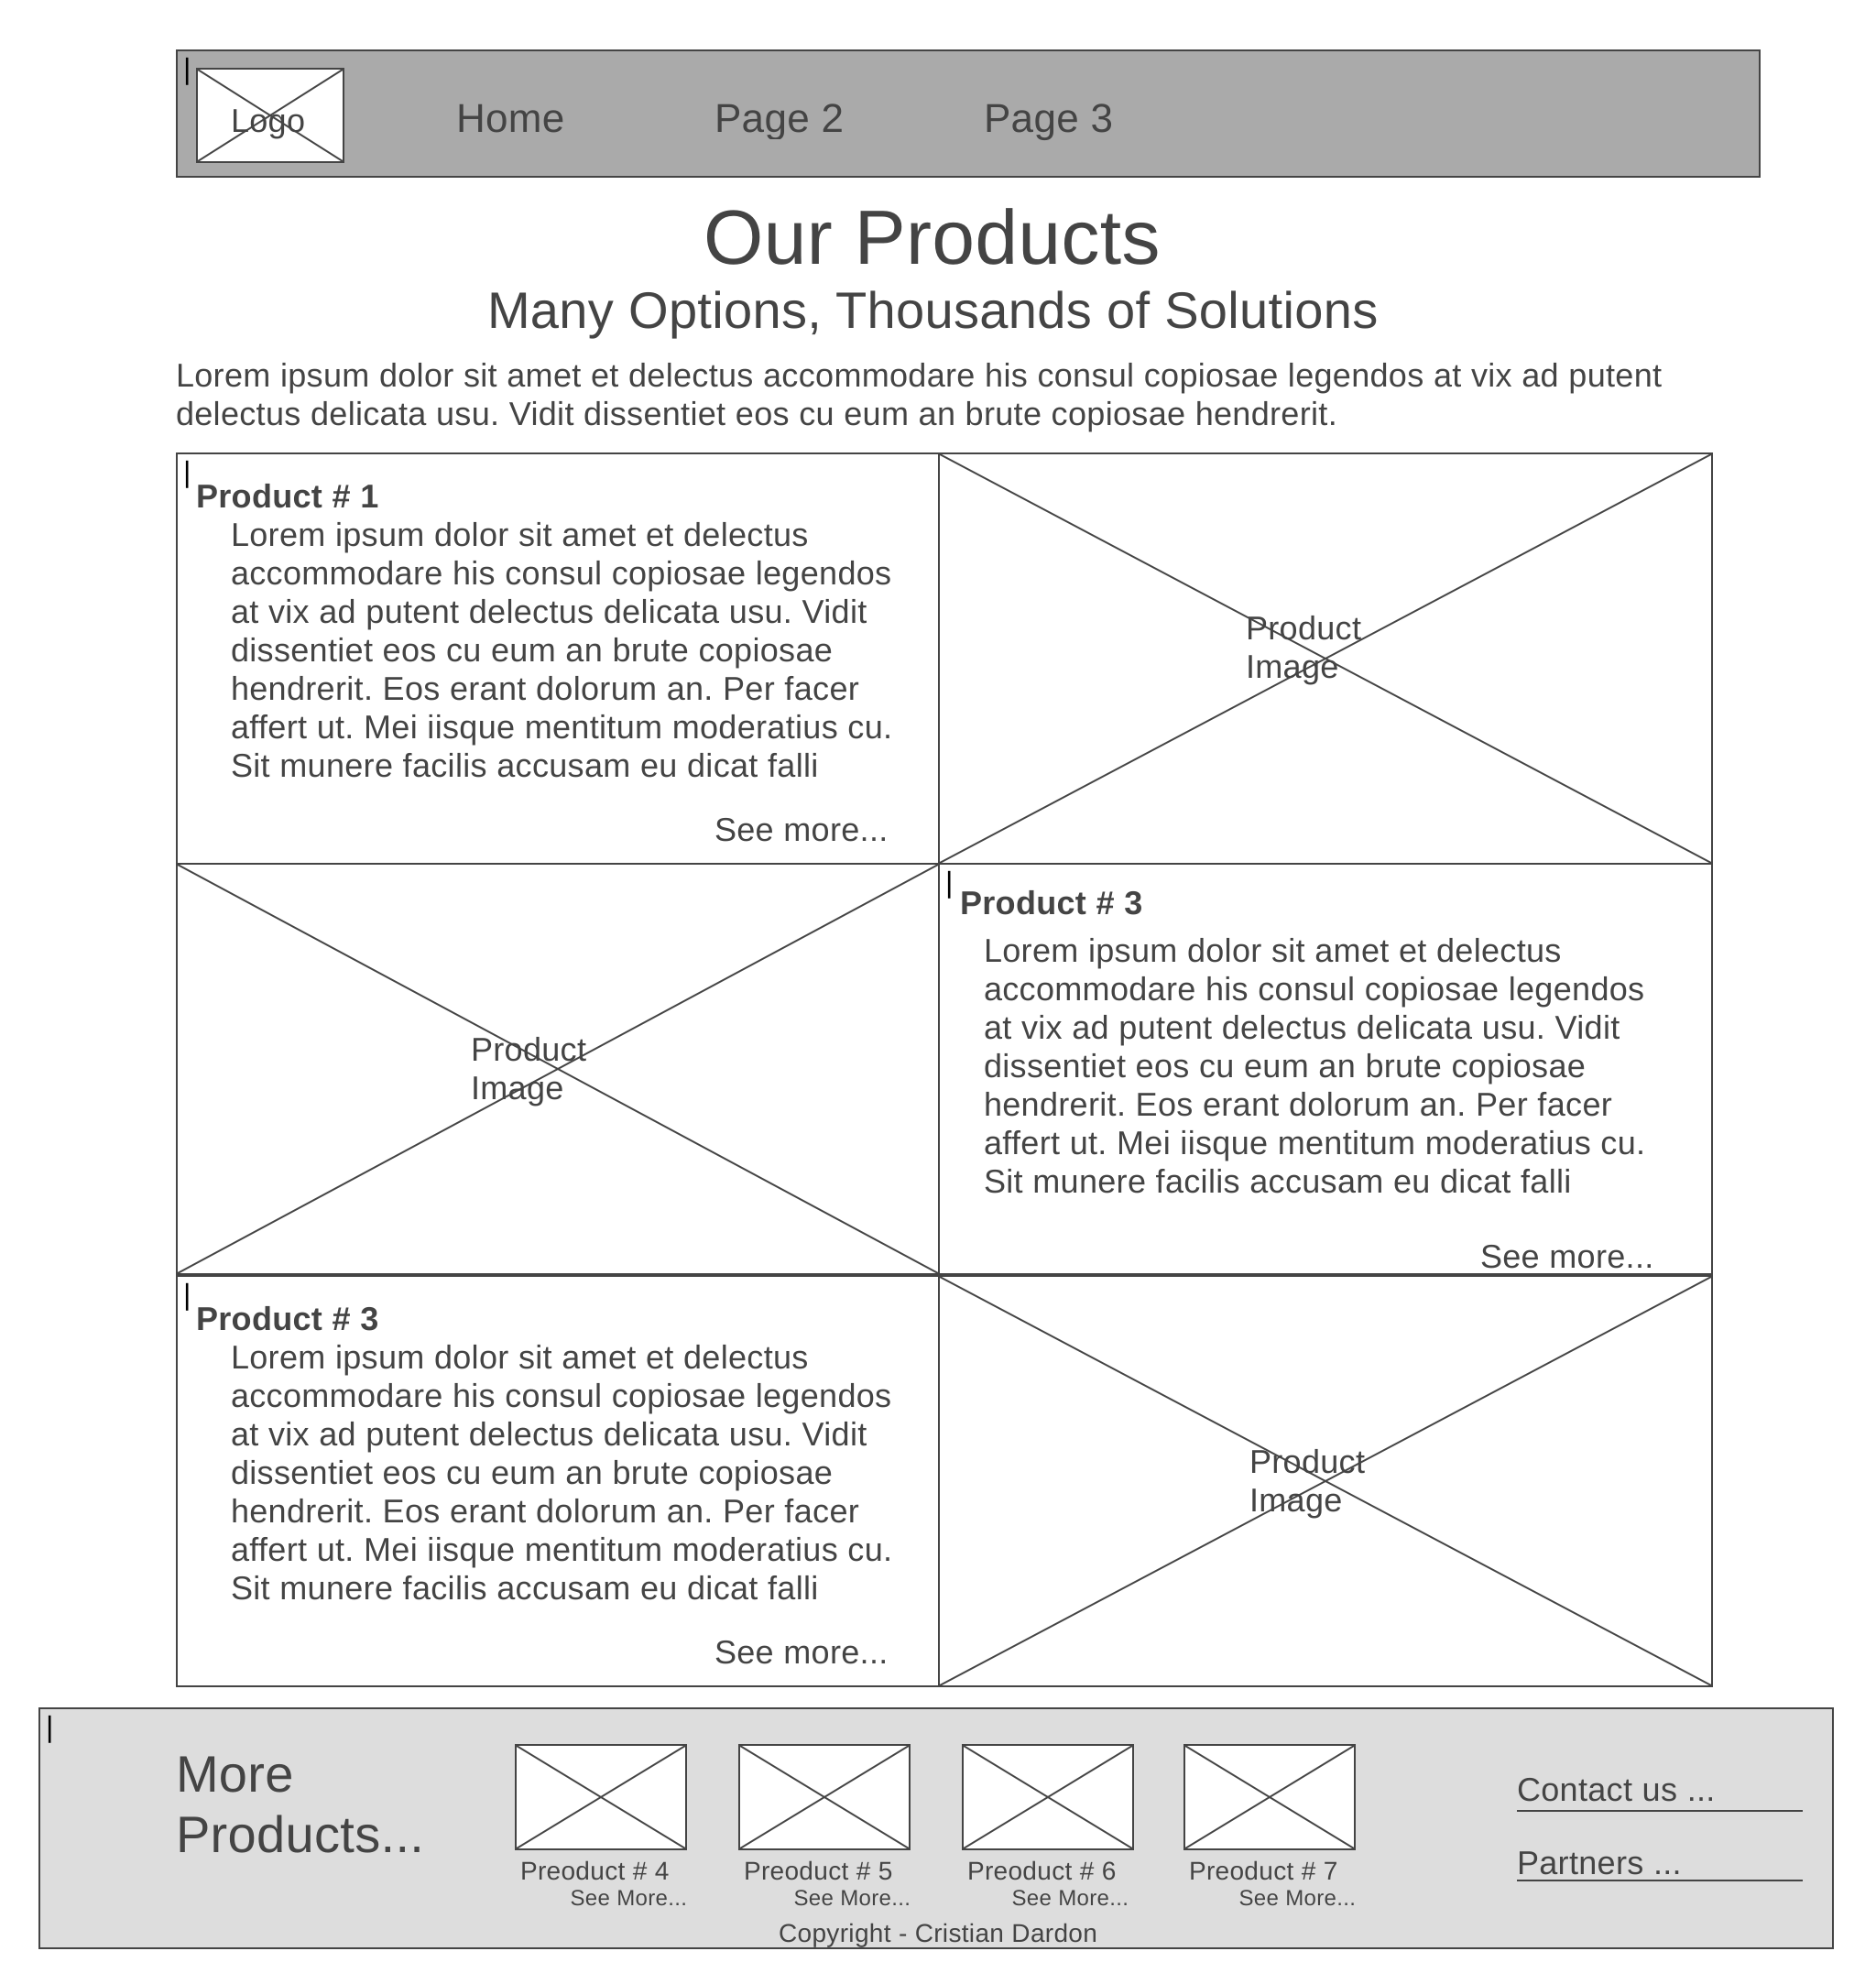 Logo
Home
Page 2
Page 3
Our Products
Many Options, Thousands of Solutions
Lorem ipsum dolor sit amet et delectus accommodare his consul copiosae legendos at vix ad putent
delectus delicata usu. Vidit dissentiet eos cu eum an brute copiosae hendrerit.
Product # 1
Lorem ipsum dolor sit amet et delectus
accommodare his consul copiosae legendos
at vix ad putent delectus delicata usu. Vidit
dissentiet eos cu eum an brute copiosae
hendrerit. Eos erant dolorum an. Per facer
affert ut. Mei iisque mentitum moderatius cu.
Sit munere facilis accusam eu dicat falli
See more...
Product
Image
Product
Image
Product # 3
Lorem ipsum dolor sit amet et delectus
accommodare his consul copiosae legendos
at vix ad putent delectus delicata usu. Vidit
dissentiet eos cu eum an brute copiosae
hendrerit. Eos erant dolorum an. Per facer
affert ut. Mei iisque mentitum moderatius cu.
Sit munere facilis accusam eu dicat falli
See more...
Product # 3
Lorem ipsum dolor sit amet et delectus
accommodare his consul copiosae legendos
at vix ad putent delectus delicata usu. Vidit
dissentiet eos cu eum an brute copiosae
hendrerit. Eos erant dolorum an. Per facer
affert ut. Mei iisque mentitum moderatius cu.
Sit munere facilis accusam eu dicat falli
See more...
Product
Image
More
Products...
Preoduct # 4
See More...
Preoduct # 5
See More...
Preoduct # 6
See More...
Preoduct # 7
See More...
Contact us ...
Partners ...
Copyright - Cristian Dardon